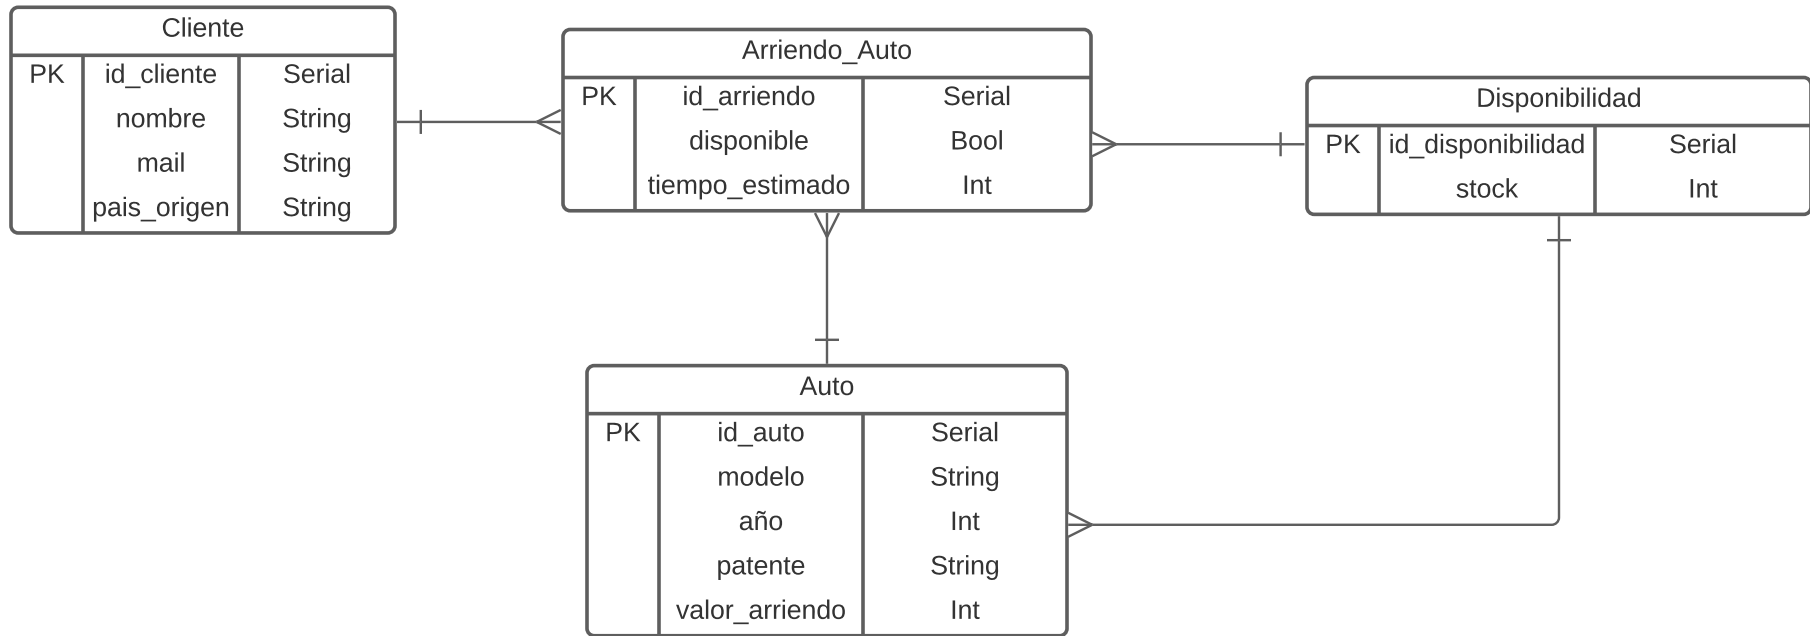 Cliente
PK id_cliente Serial
nombre String
mail String
pais_origen String
Arriendo_Auto
PK id_arriendo Serial
disponible Bool
tiempo_estimado Int
Disponibilidad
PK id_disponibilidad Serial
stock Int
Auto
PK id_auto Serial
modelo String
año Int
patente String
valor_arriendo Int